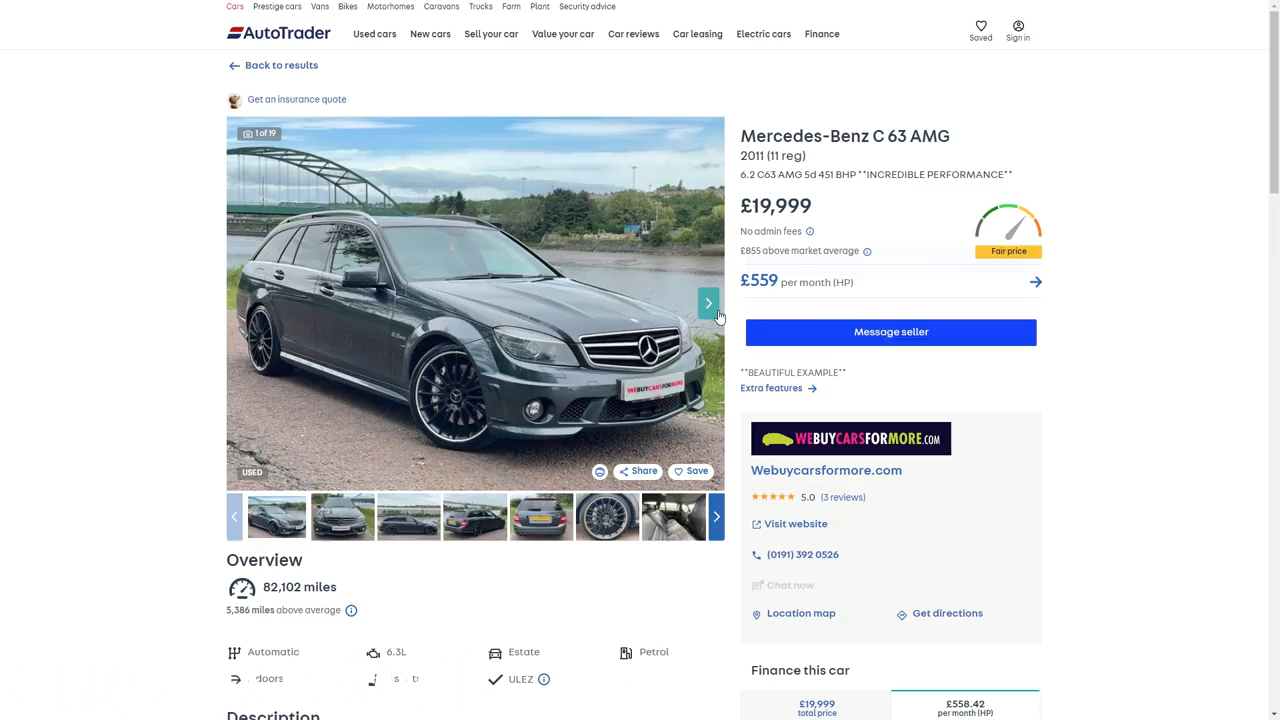 Cars Prestige cars Vans Bikes Motorhomes Caravans Trucks Farm Plant Security advice
AutoTrader Used cars New cars Sell your car Value your car Car reviews Car leasing Electric cars Finance Saved Sign in
Back to results
Get an insurance quote
1 of 19
WEBUYCARSFORMORE
USED
Share Save
Mercedes-Benz C 63 AMG
2011 (11 reg)
6.2 C63 AMG 5d 451 BHP **INCREDIBLE PERFORMANCE**
£19,999
No admin fees
£855 above market average
Fair price
£559 per month (HP)
Message seller
**BEAUTIFUL EXAMPLE**
Extra features
WEBUYCARSFORMORE.COM
Webuycarsformore.com
5.0 (3 reviews)
Visit website
(0191) 392 0526
Chat now
Location map Get directions
Finance this car
£19,999 £558.42
total price per month (HP)
Overview
82,102 miles
5,386 miles above average
Automatic 6.3L Estate Petrol
doors ULEZ
Description